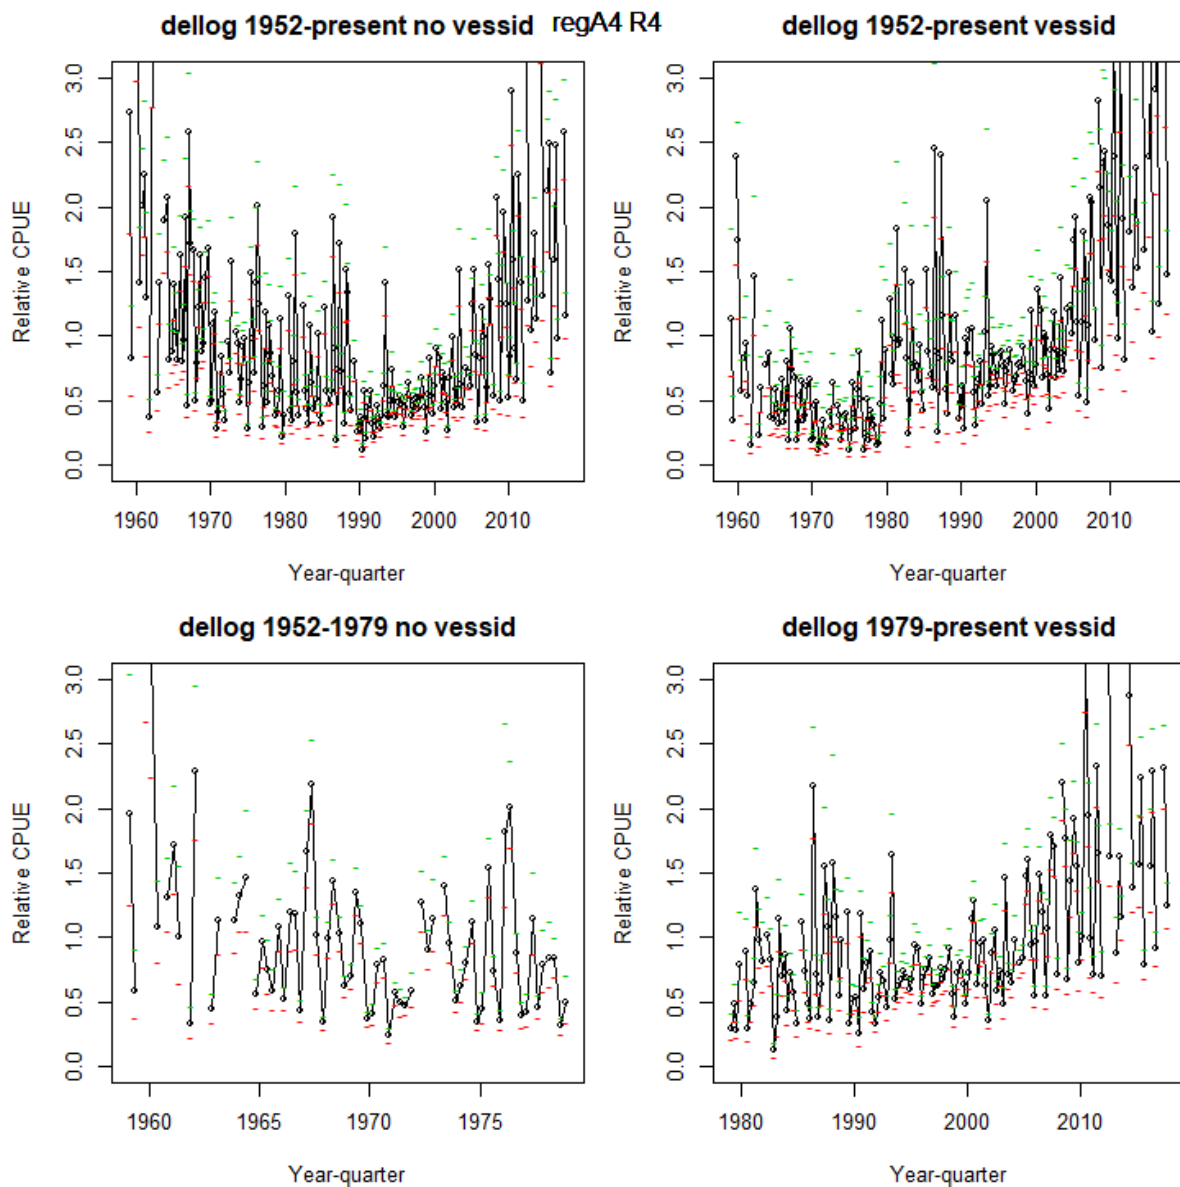 dellog 1952-present no vessid regA4 R4 dellog 1952-present vessid
Relative CPUE
0.0 0.5 1.0 1.5 2.0 2.5 3.0
1960 1970 1980 1990 2000 2010
Year-quarter
Relative CPUE
0.0 0.5 1.0 1.5 2.0 2.5 3.0
1960 1970 1980 1990 2000 2010
Year-quarter
dellog 1952-1979 no vessid
Relative CPUE
0.0 0.5 1.0 1.5 2.0 2.5 3.0
1960 1965 1970 1975
Year-quarter
dellog 1979-present vessid
Relative CPUE
0.0 0.5 1.0 1.5 2.0 2.5 3.0
1980 1990 2000 2010
Year-quarter